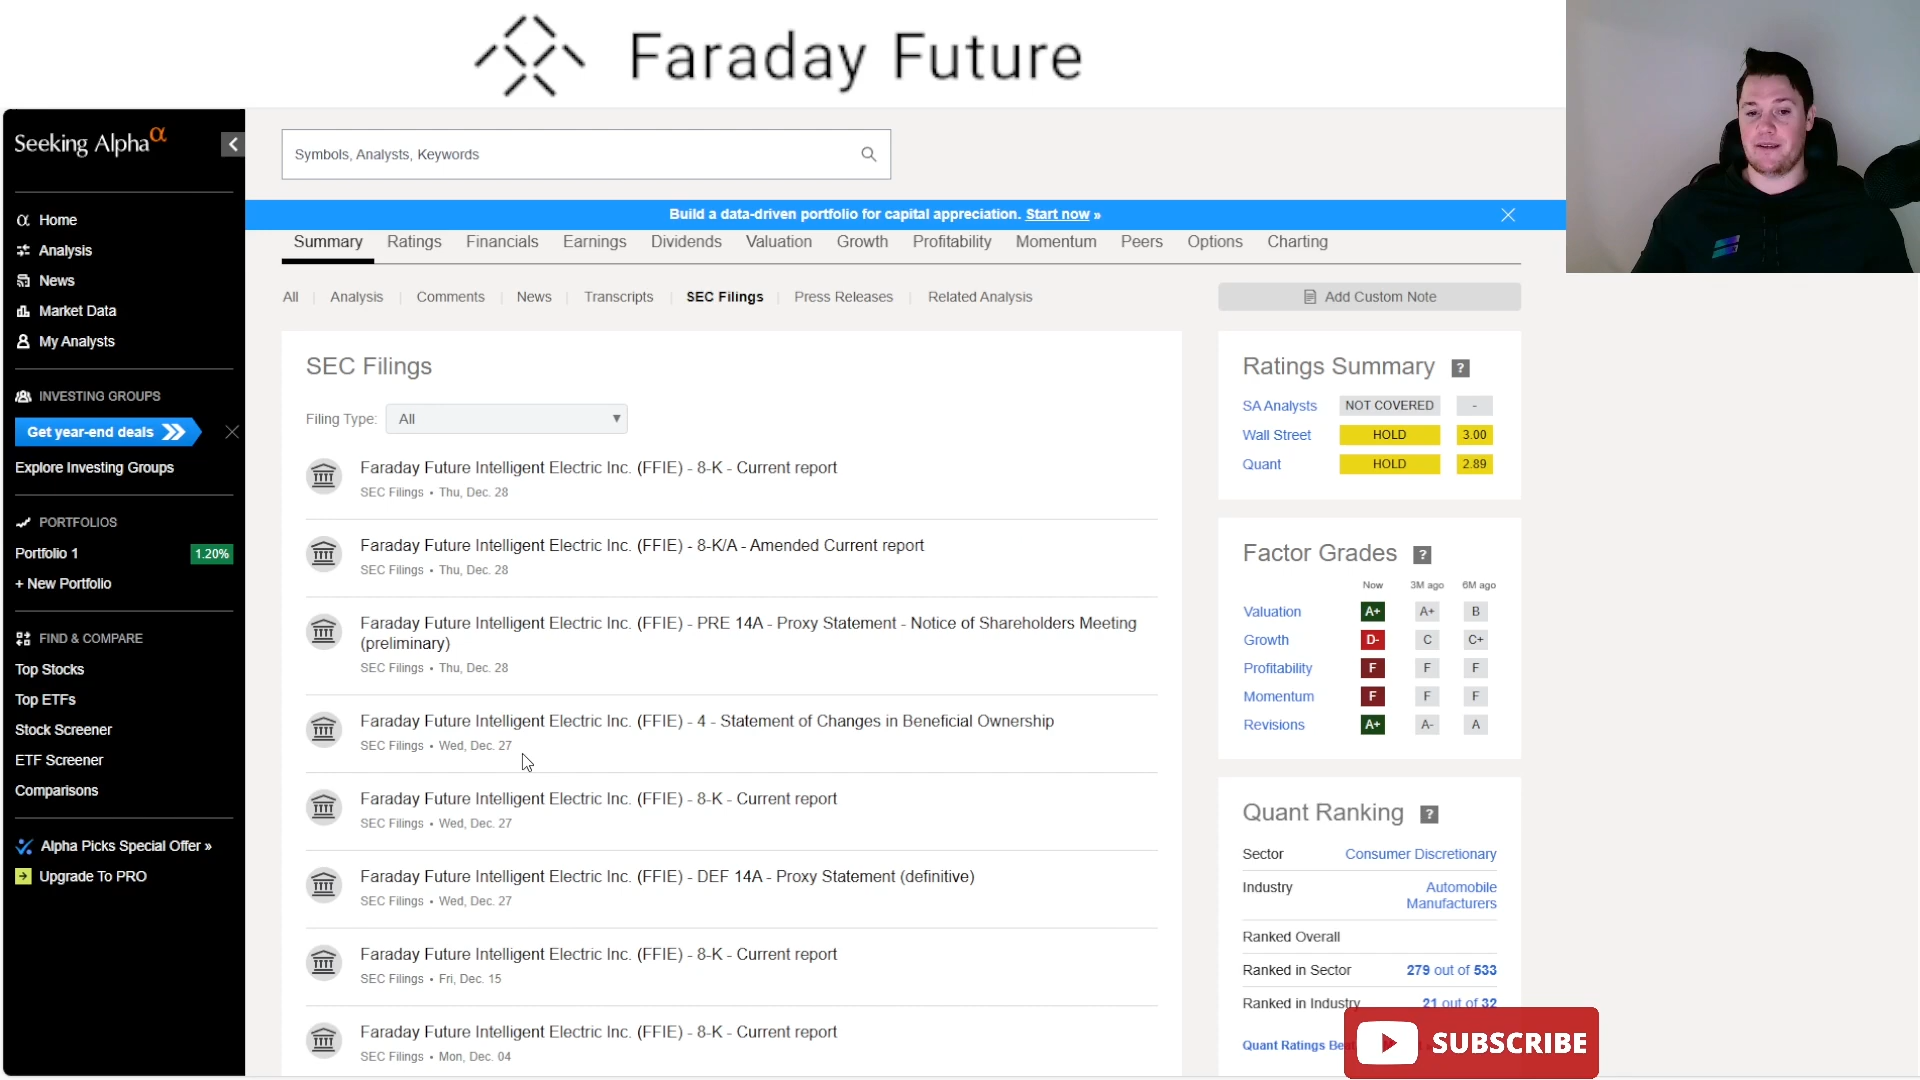 Faraday Future
Seeking Alphaα
Symbols, Analysts, Keywords
Build a data-driven portfolio for capital appreciation. Start now »
Home
Analysis
News
Market Data
My Analysts
INVESTING GROUPS
Get year-end deals
Explore Investing Groups
PORTFOLIOS
Portfolio 1 1.20%
+ New Portfolio
FIND & COMPARE
Top Stocks
Top ETFs
Stock Screener
ETF Screener
Comparisons
Alpha Picks Special Offer »
Upgrade To PRO
Summary Ratings Financials Earnings Dividends Valuation Growth Profitability Momentum Peers Options Charting
All Analysis Comments News Transcripts SEC Filings Press Releases Related Analysis
Add Custom Note
SEC Filings
Filing Type: All
Faraday Future Intelligent Electric Inc. (FFIE) - 8-K - Current report
SEC Filings • Thu, Dec. 28
Faraday Future Intelligent Electric Inc. (FFIE) - 8-K/A - Amended Current report
SEC Filings • Thu, Dec. 28
Faraday Future Intelligent Electric Inc. (FFIE) - PRE 14A - Proxy Statement - Notice of Shareholders Meeting
(preliminary)
SEC Filings • Thu, Dec. 28
Faraday Future Intelligent Electric Inc. (FFIE) - 4 - Statement of Changes in Beneficial Ownership
SEC Filings • Wed, Dec. 27
Faraday Future Intelligent Electric Inc. (FFIE) - 8-K - Current report
SEC Filings • Wed, Dec. 27
Faraday Future Intelligent Electric Inc. (FFIE) - DEF 14A - Proxy Statement (definitive)
SEC Filings • Wed, Dec. 27
Faraday Future Intelligent Electric Inc. (FFIE) - 8-K - Current report
SEC Filings • Fri, Dec. 15
Faraday Future Intelligent Electric Inc. (FFIE) - 8-K - Current report
SEC Filings • Mon, Dec. 04
Ratings Summary ?
SA Analysts NOT COVERED -
Wall Street HOLD 3.00
Quant HOLD 2.89
Factor Grades ?
Now 3M ago 6M ago
Valuation A+ A+ B
Growth D- C C+
Profitability F F F
Momentum F F F
Revisions A+ A- A
Quant Ranking ?
Sector Consumer Discretionary
Industry Automobile
Manufacturers
Ranked Overall
Ranked in Sector 279 out of 533
Ranked in Industry 21 out of 32
Quant Ratings
SUBSCRIBE